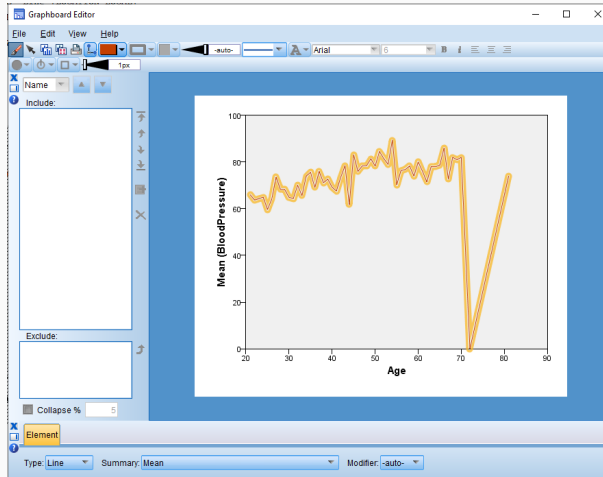 Graphboard Editor
File Edit View Help
-auto- Arial 6 B i
1px
Name
Include:
Exclude:
Collapse % 5
100
80
60
40
20
0
Mean (BloodPressure)
20 30 40 50 60 70 80 90
Age
Element
Type: Line Summary: Mean Modifier: -auto-